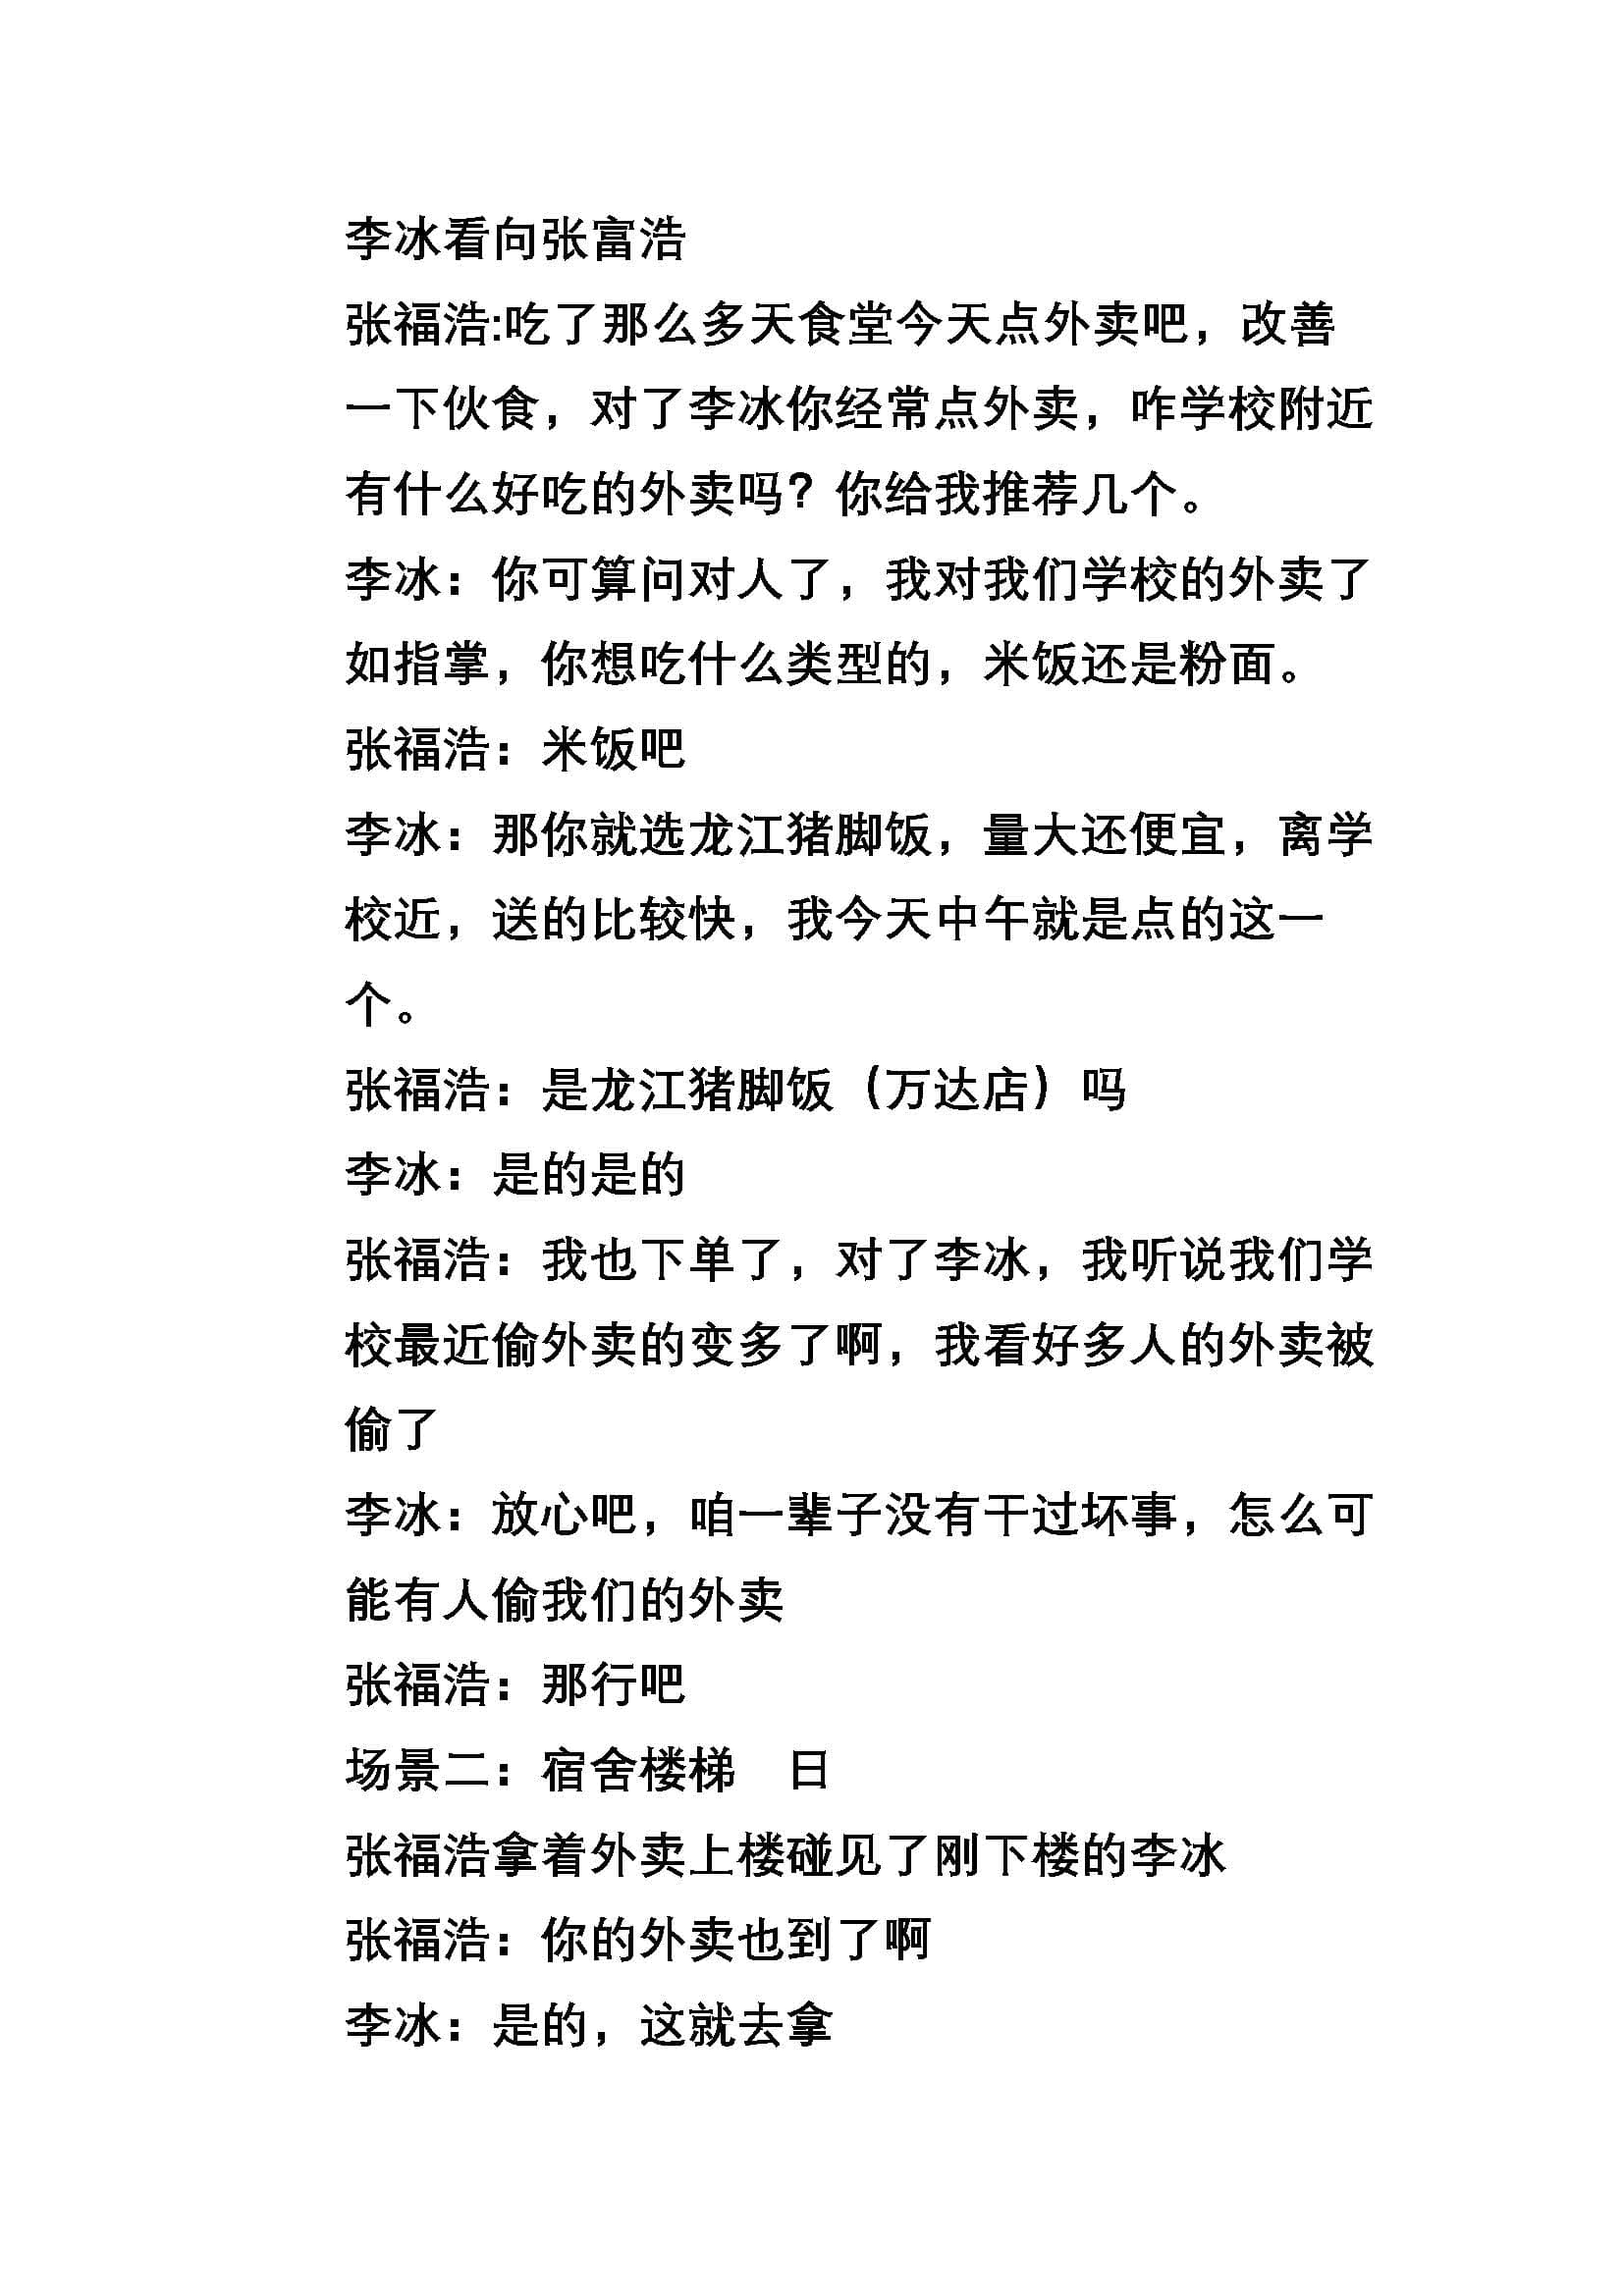 李冰看向张富浩
张福浩:吃了那么多天食堂今天点外卖吧，改善
一下伙食，对了李冰你经常点外卖，咋学校附近
有什么好吃的外卖吗？你给我推荐几个。
李冰：你可算问对人了，我对我们学校的外卖了
如指掌，你想吃什么类型的，米饭还是粉面。
张福浩：米饭吧
李冰：那你就选龙江猪脚饭，量大还便宜，离学
校近，送的比较快，我今天中午就是点的这一
个。
张福浩：是龙江猪脚饭（万达店）吗
李冰：是的是的
张福浩：我也下单了，对了李冰，我听说我们学
校最近偷外卖的变多了啊，我看好多人的外卖被
偷了
李冰：放心吧，咱一辈子没有干过坏事，怎么可
能有人偷我们的外卖
张福浩：那行吧
场景二：宿舍楼梯　日
张福浩拿着外卖上楼碰见了刚下楼的李冰
张福浩：你的外卖也到了啊
李冰：是的，这就去拿